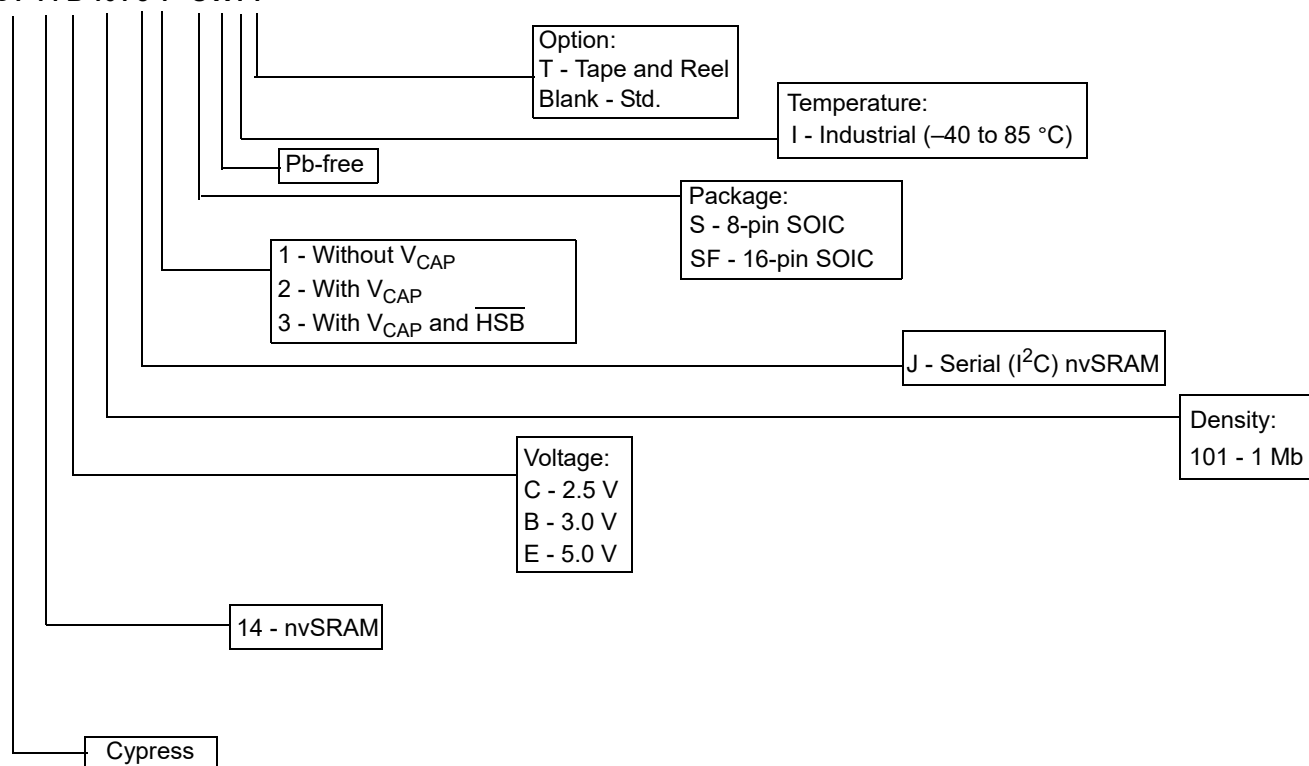 Option:
T - Tape and Reel
Blank - Std.
Temperature:
I - Industrial (–40 to 85 °C)
Pb-free
Package:
S - 8-pin SOIC
SF - 16-pin SOIC
1 - Without VCAP
2 - With VCAP
3 - With VCAP and HSB
J - Serial (I2C) nvSRAM
Density:
101 - 1 Mb
Voltage:
C - 2.5 V
B - 3.0 V
E - 5.0 V
14 - nvSRAM
Cypress